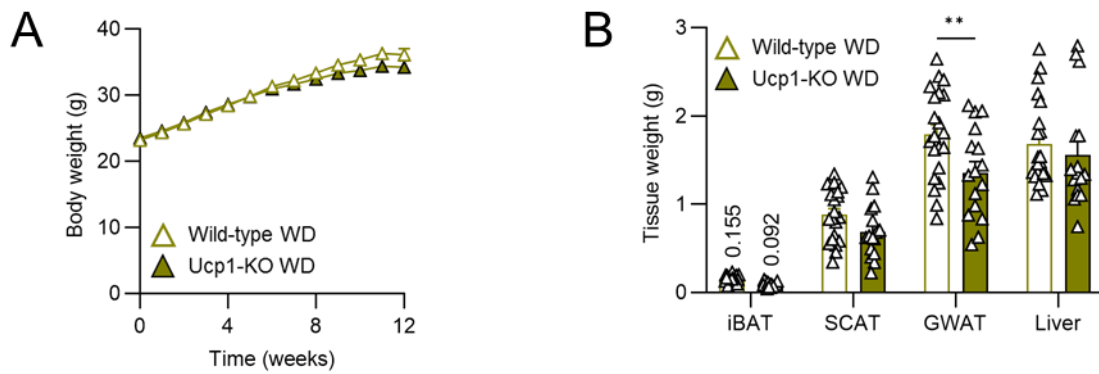 A
Body weight (g)
40
30
20
10
0
Wild-type WD
Ucp1-KO WD
0
4
8
12
Time (weeks)
B
Tissue weight (g)
3
2
1
0
Wild-type WD
Ucp1-KO WD
**
0.155
0.092
iBAT
SCAT
GWAT
Liver